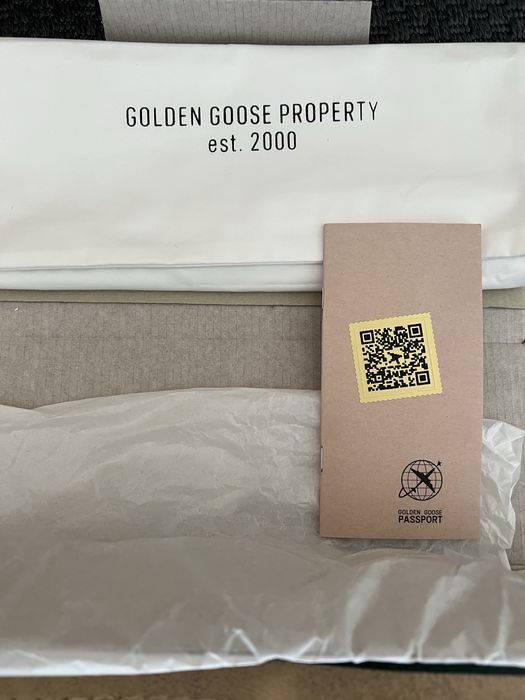 GOLDEN GOOSE PROPERTY
est. 2000
GOLDEN GOOSE
PASSPORT